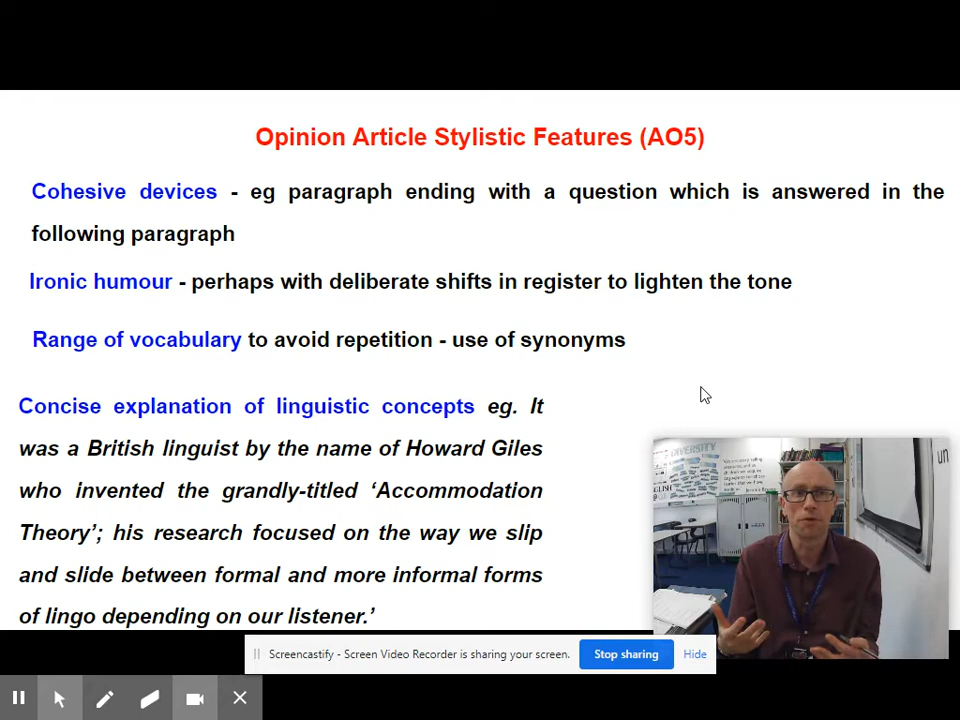 Opinion Article Stylistic Features (AO5)
Cohesive devices - eg paragraph ending with a question which is answered in the
following paragraph
Ironic humour - perhaps with deliberate shifts in register to lighten the tone
Range of vocabulary to avoid repetition - use of synonyms
Concise explanation of linguistic concepts eg. It
was a British linguist by the name of Howard Giles
who invented the grandly-titled ‘Accommodation
Theory’; his research focused on the way we slip
and slide between formal and more informal forms
of lingo depending on our listener.’
DIVERSITY
un
Screencastify - Screen Video Recorder is sharing your screen.
Stop sharing
Hide